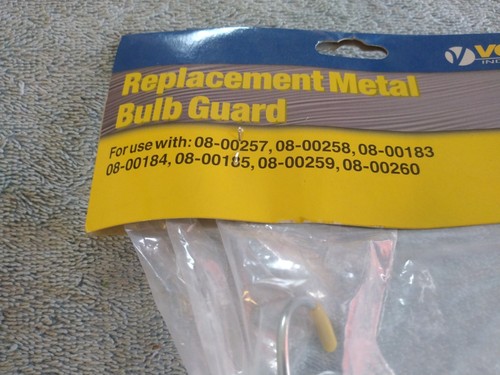 Replacement Metal
Bulb Guard
For use with: 08-00257, 08-00258, 08-00183
08-00184, 08-00185, 08-00259, 08-00260